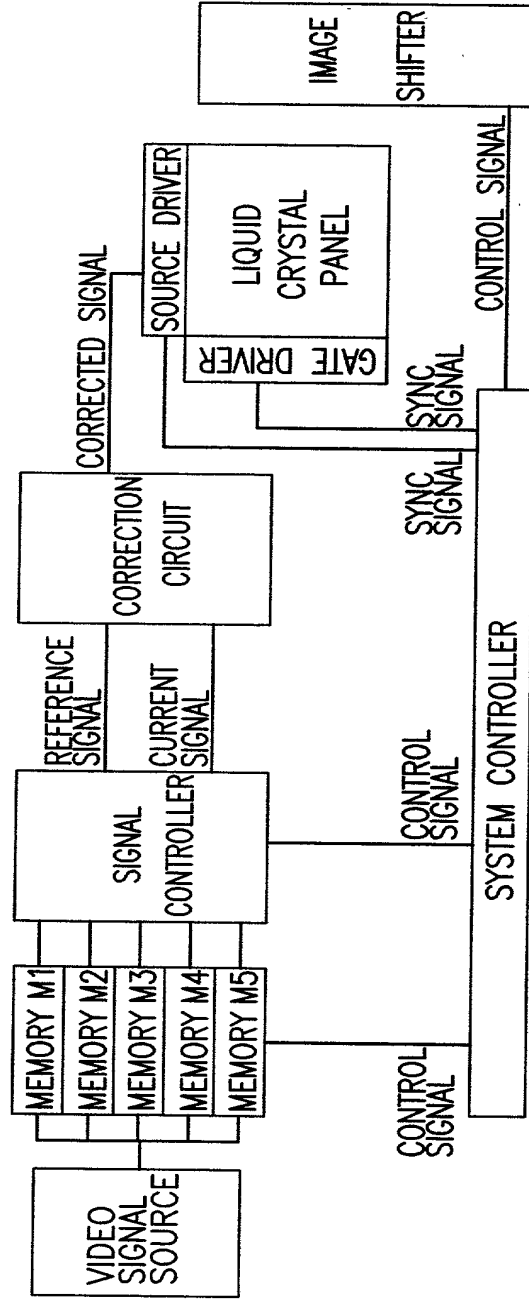 VIDEO
SIGNAL
SOURCE
MEMORY M1
MEMORY M2
MEMORY M3
MEMORY M4
MEMORY M5
SIGNAL
CONTROLLER
REFERENCE
SIGNAL
CURRENT
SIGNAL
CORRECTION
CIRCUIT
CORRECTED SIGNAL
SOURCE DRIVER
GATE DRIVER
LIQUID
CRYSTAL
PANEL
IMAGE
SHIFTER
CONTROL
SIGNAL
CONTROL
SIGNAL
SYNC
SIGNAL
SYNC
SIGNAL
CONTROL SIGNAL
SYSTEM CONTROLLER